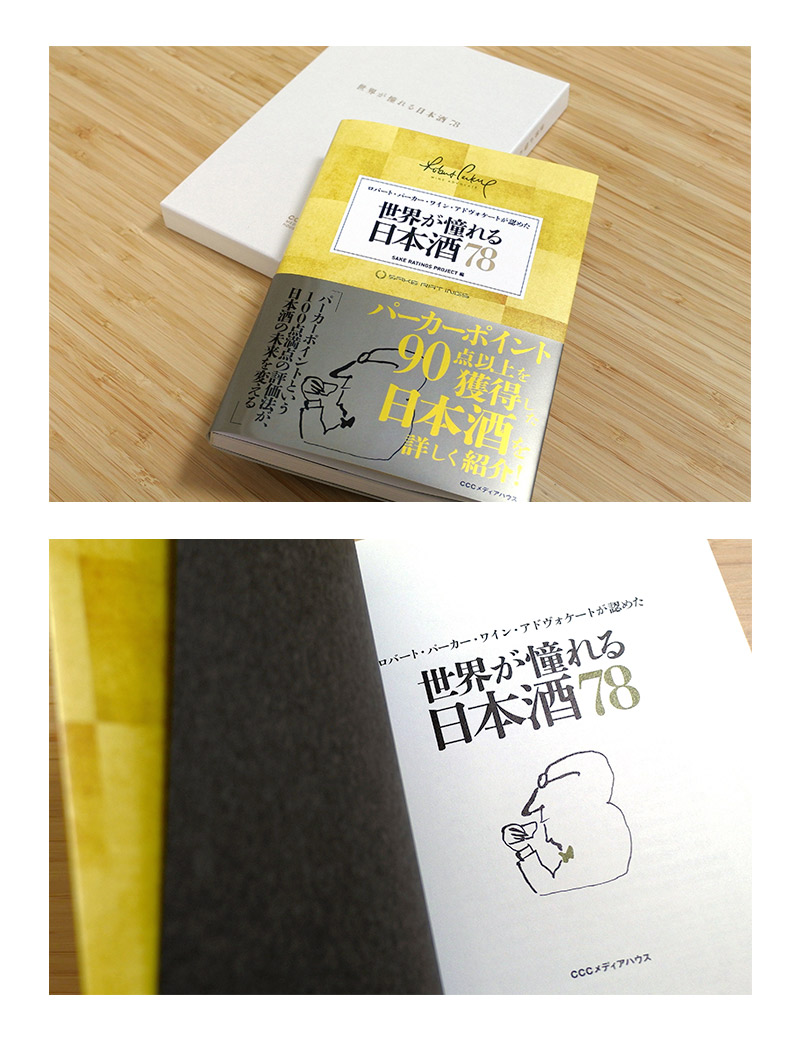 世界が憧れる日本酒78
Robert Parker
WINE ADVOCATE
ロバート・パーカー・ワイン・アドヴォケートが認めた
世界が憧れる
日本酒78
SAKE RATINGS PROJECT 編
パーカーポイント
90点以上を
獲得した
日本酒を
詳しく紹介!
「パーカーポイントという
100点満点の評価法が、
日本酒の未来を変える」
CCCメディアハウス
ロバート・パーカー・ワイン・アドヴォケートが認めた
世界が憧れる
日本酒78
CCCメディアハウス